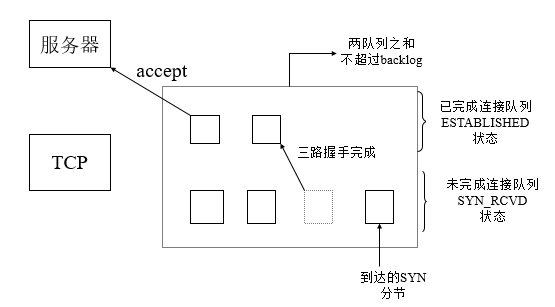 服务器
两队列之和
不超过backlog
accept
已完成连接队列
ESTABLISHED
状态
三路握手完成
TCP
未完成连接队列
SYN_RCVD
状态
到达的SYN
分节